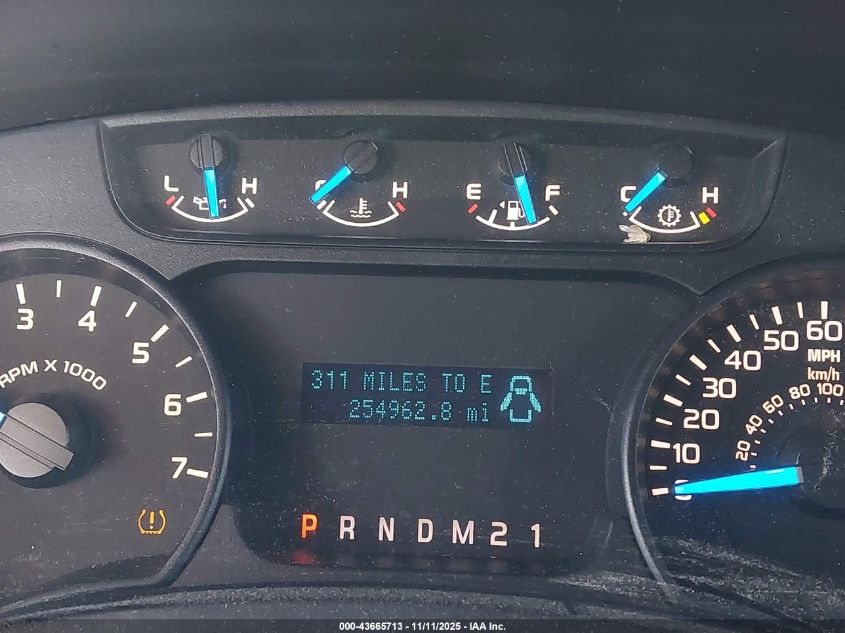 L H C H E F C H
3 4 5 6 7
RPM X 1000
311 MILES TO E
254962.8 mi
P R N D M 2 1
0 10 20 30 40 50 60
MPH
km/h
20 40 60 80 100
000-43665713 - 11/11/2025 - IAA Inc.